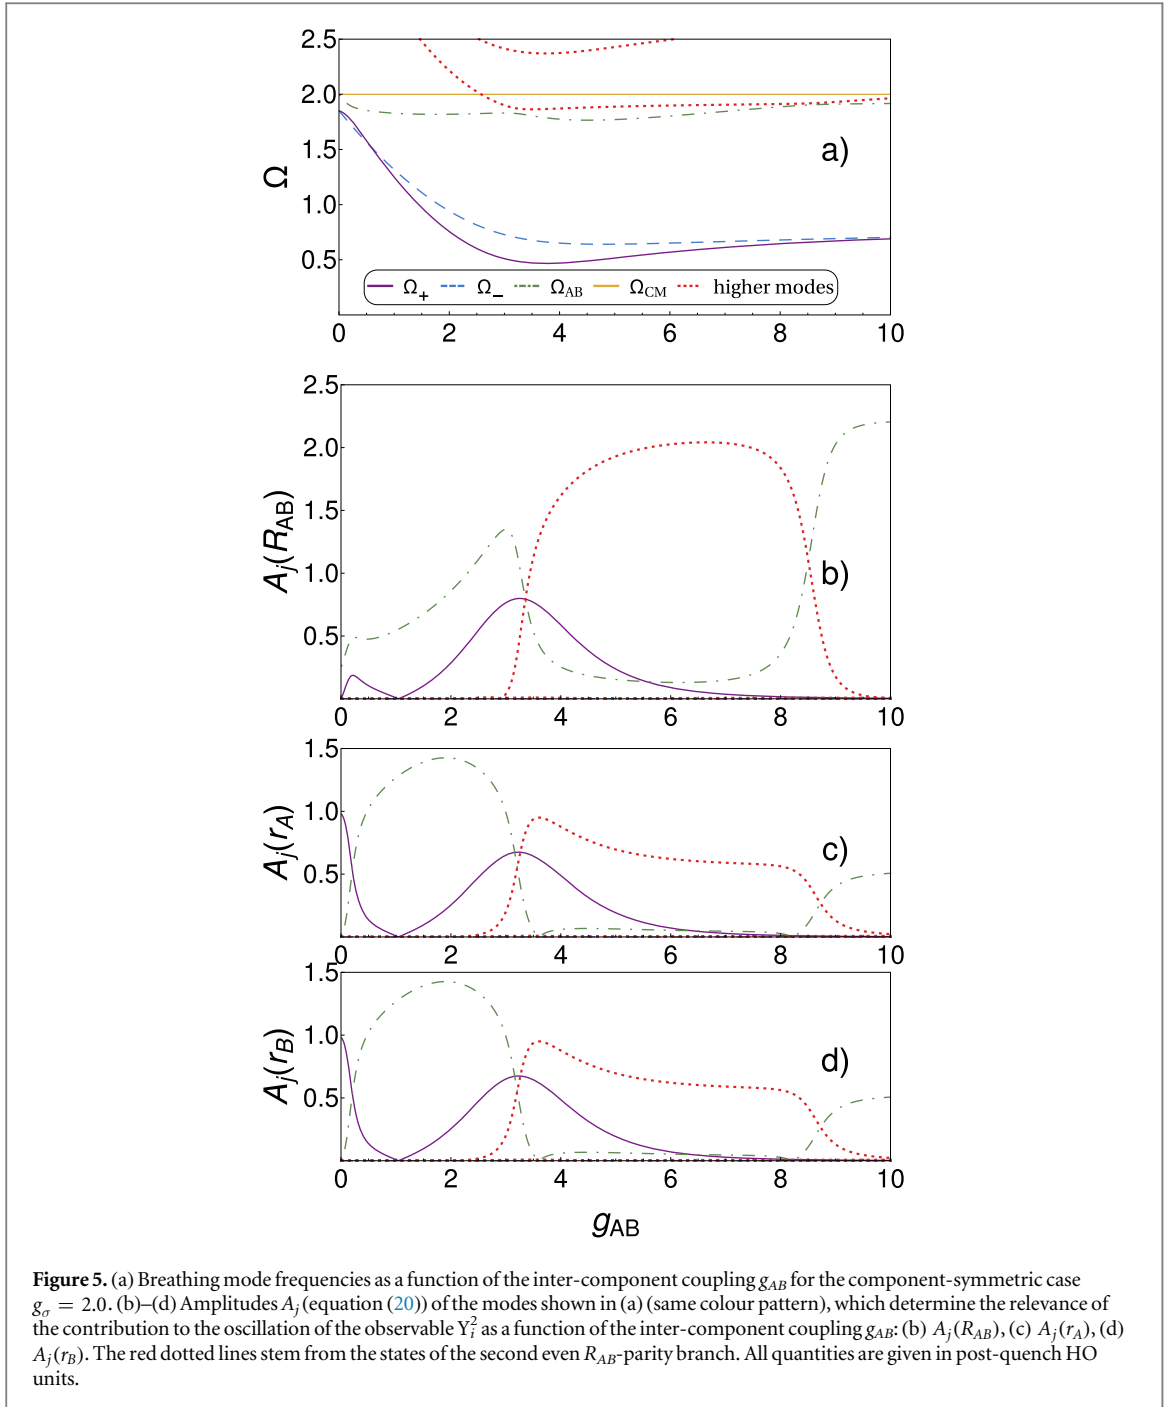 2.5
2.0
1.5
1.0
0.5
Ω
a)
Ω+ Ω− ΩAB ΩCM higher modes
0 2 4 6 8 10
2.5
2.0
1.5
1.0
0.5
Aj(RAB)
b)
0 2 4 6 8 10
1.5
1.0
0.5
Aj(rA)
c)
0 2 4 6 8 10
1.5
1.0
0.5
Aj(rB)
d)
0 2 4 6 8 10
gAB
Figure 5. (a) Breathing mode frequencies as a function of the inter-component coupling gAB for the component-symmetric case
gσ = 2.0. (b)–(d) Amplitudes Aj (equation (20)) of the modes shown in (a) (same colour pattern), which determine the relevance of
the contribution to the oscillation of the observable Yi² as a function of the inter-component coupling gAB: (b) Aj(RAB), (c) Aj(rA), (d)
Aj(rB). The red dotted lines stem from the states of the second even RAB-parity branch. All quantities are given in post-quench HO
units.